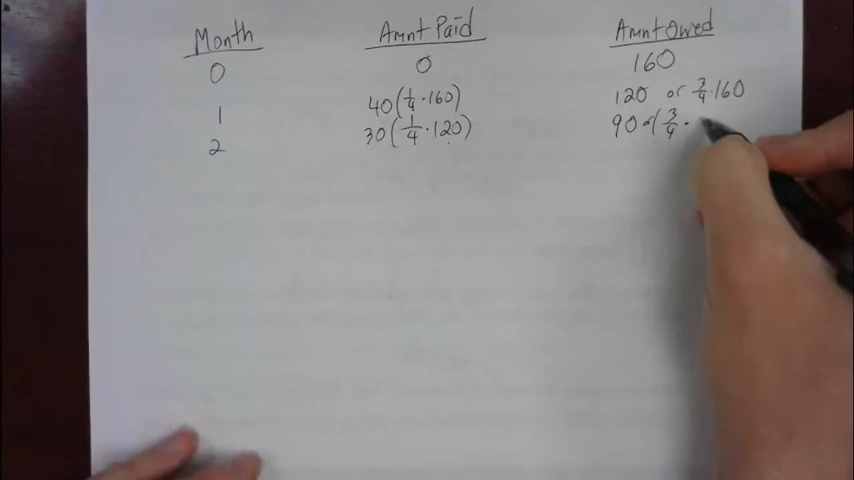 Month Amnt Paid Amnt Owed
0 0 160
1 40(1/4·160) 120 or 3/4·160
2 30(1/4·120) 90 or (3/4·